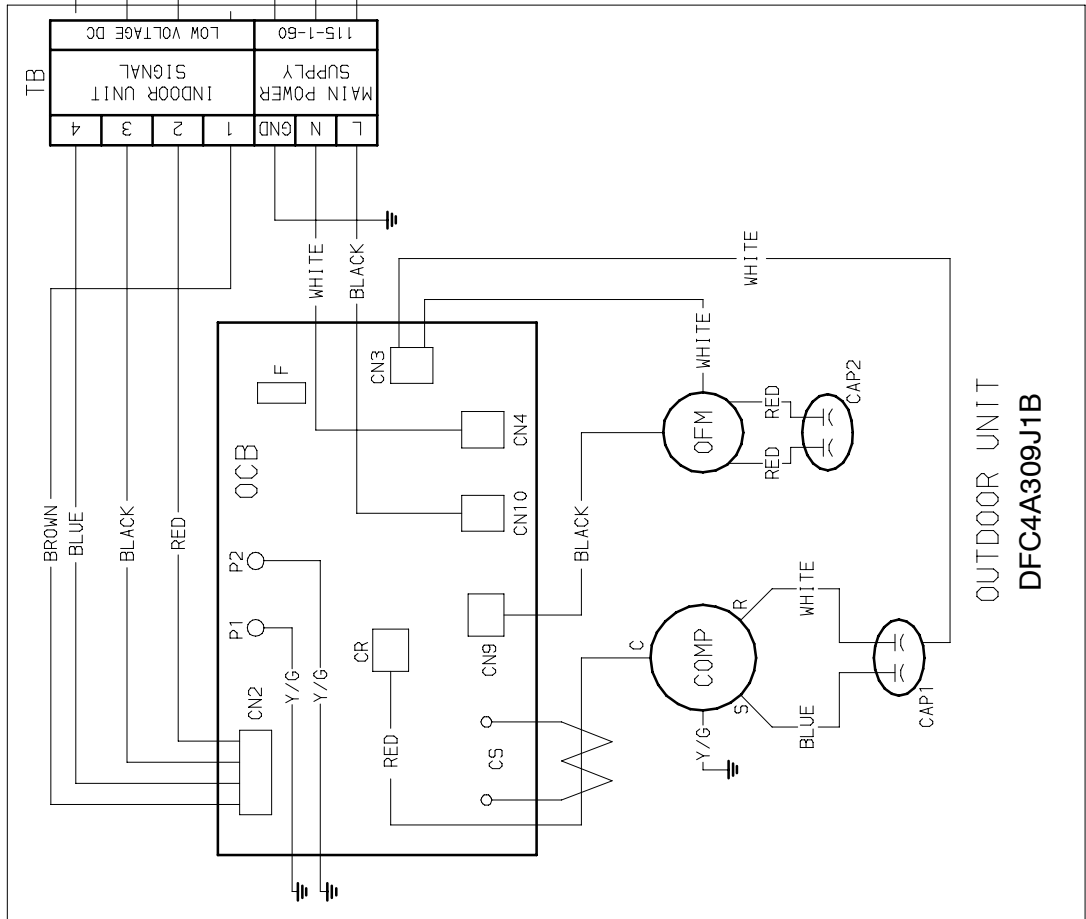 TB
LOW VOLTAGE DC
115-1-60
INDOOR UNIT
SIGNAL
MAIN POWER
SUPPLY
4
3
2
1
GND
N
L
BROWN
BLUE
BLACK
RED
WHITE
BLACK
WHITE
OCB
F
CN3
CN4
CN10
P2
P1
CN2
Y/G
Y/G
CR
RED
CN9
CS
BLACK
WHITE
OFM
RED
RED
CAP2
C
COMP
R
S
Y/G
WHITE
BLUE
CAP1
OUTDOOR UNIT
DFC4A309J1B